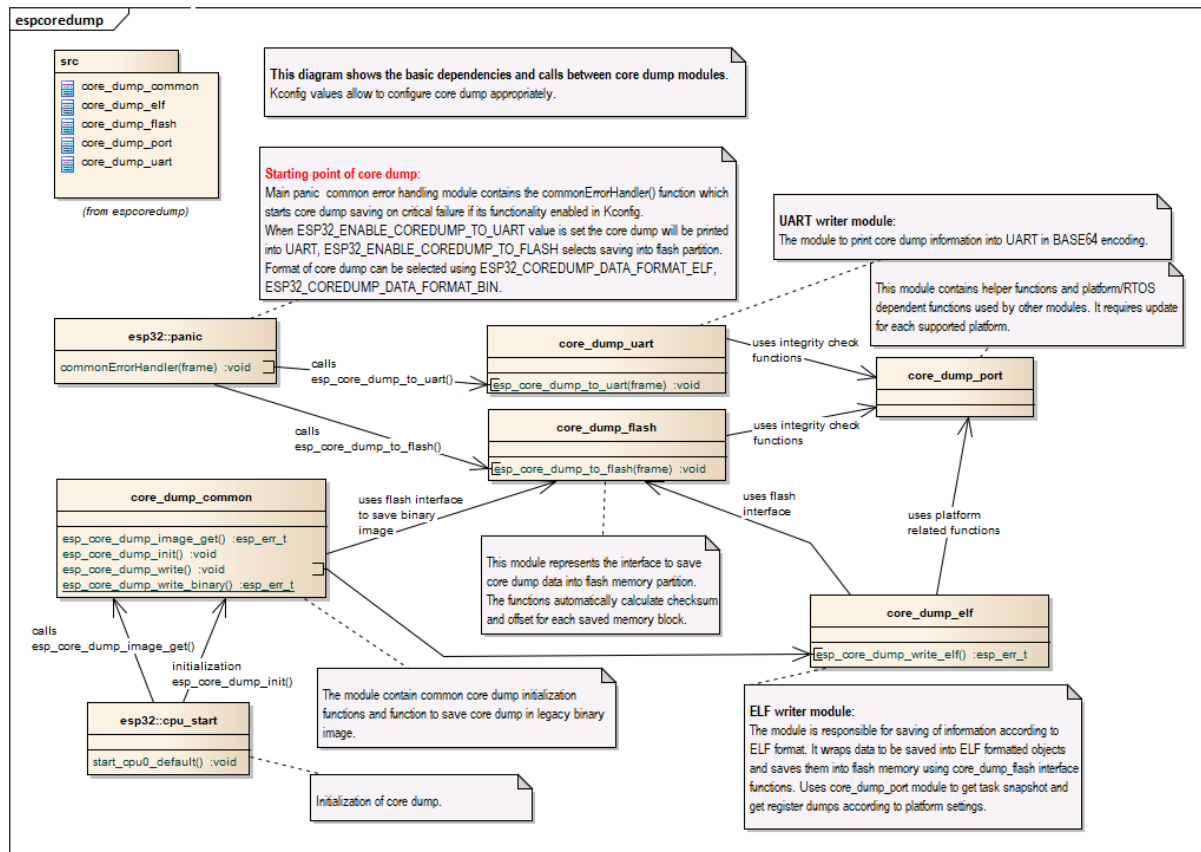 espcoredump
src
core_dump_common
core_dump_elf
core_dump_flash
core_dump_port
core_dump_uart
(from espcoredump)
This diagram shows the basic dependencies and calls between core dump modules.
Kconfig values allow to configure core dump appropriately.
Starting point of core dump:
Main panic common error handling module contains the commonErrorHandler() function which
starts core dump saving on critical failure if its functionality enabled in Kconfig.
When ESP32_ENABLE_COREDUMP_TO_UART value is set the core dump will be printed
into UART, ESP32_ENABLE_COREDUMP_TO_FLASH selects saving into flash partition.
Format of core dump can be selected using ESP32_COREDUMP_DATA_FORMAT_ELF,
ESP32_COREDUMP_DATA_FORMAT_BIN.
UART writer module:
The module to print core dump information into UART in BASE64 encoding.
This module contains helper functions and platform/RTOS
dependent functions used by other modules. It requires update
for each supported platform.
esp32::panic
commonErrorHandler(frame) :void
calls
esp_core_dump_to_uart()
core_dump_uart
esp_core_dump_to_uart(frame) :void
uses integrity check
functions
core_dump_port
calls
esp_core_dump_to_flash()
core_dump_flash
esp_core_dump_to_flash(frame) :void
uses integrity check
functions
core_dump_common
esp_core_dump_image_get() :esp_err_t
esp_core_dump_init() :void
esp_core_dump_write() :void
esp_core_dump_write_binary() :esp_err_t
uses flash interface
to save binary
image
uses flash
interface
uses platform
related functions
This module represents the interface to save
core dump data into flash memory partition.
The functions automatically calculate checksum
and offset for each saved memory block.
core_dump_elf
esp_core_dump_write_elf() :esp_err_t
calls
esp_core_dump_image_get()
initialization
esp_core_dump_init()
The module contain common core dump initialization
functions and function to save core dump in legacy binary
image.
esp32::cpu_start
start_cpu0_default() :void
Initialization of core dump.
ELF writer module:
The module is responsible for saving of information according to
ELF format. It wraps data to be saved into ELF formatted objects
and saves them into flash memory using core_dump_flash interface
functions. Uses core_dump_port module to get task snapshot and
get register dumps according to platform settings.